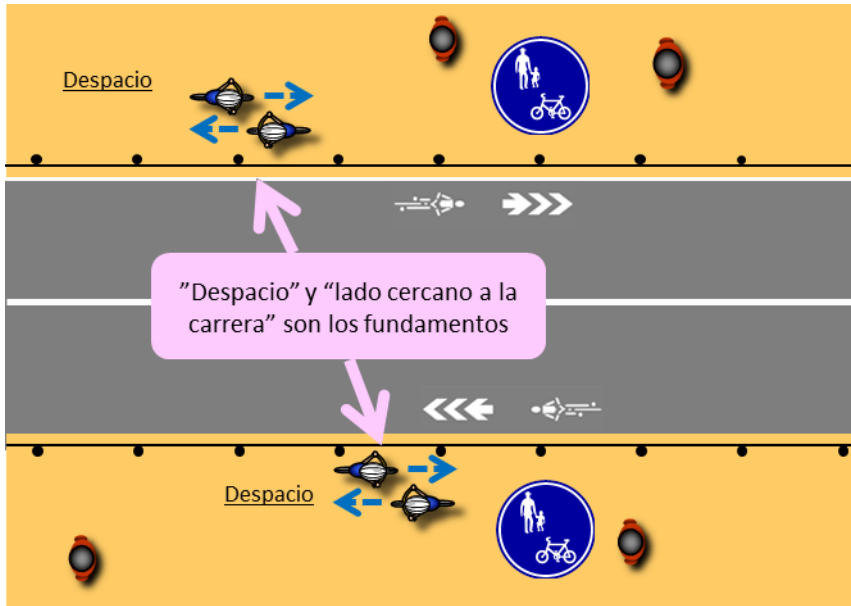 Despacio
”Despacio” y “lado cercano a la
carrera” son los fundamentos
Despacio